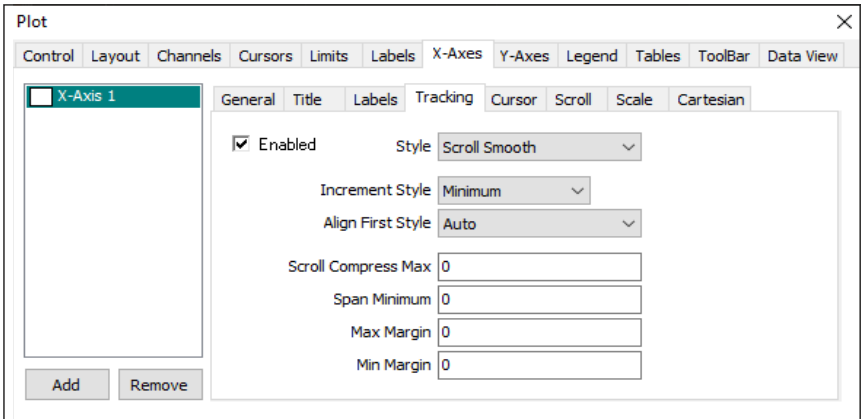 Plot
Control Layout Channels Cursors Limits Labels X-Axes Y-Axes Legend Tables ToolBar Data View
X-Axis 1
General Title Labels Tracking Cursor Scroll Scale Cartesian
Enabled Style Scroll Smooth
Increment Style Minimum
Align First Style Auto
Scroll Compress Max 0
Span Minimum 0
Max Margin 0
Min Margin 0
Add Remove